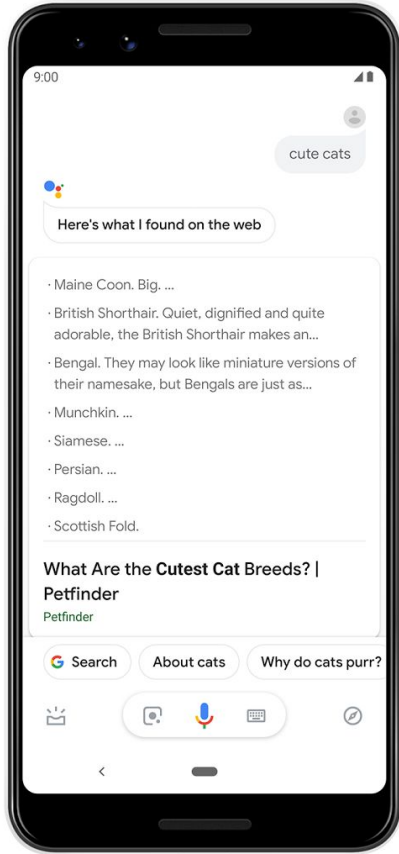 9:00
cute cats
Here's what I found on the web
· Maine Coon. Big. ...
· British Shorthair. Quiet, dignified and quite
adorable, the British Shorthair makes an...
· Bengal. They may look like miniature versions of
their namesake, but Bengals are just as...
· Munchkin. ...
· Siamese. ...
· Persian. ...
· Ragdoll. ...
· Scottish Fold.
What Are the Cutest Cat Breeds? |
Petfinder
Petfinder
G Search
About cats
Why do cats purr?